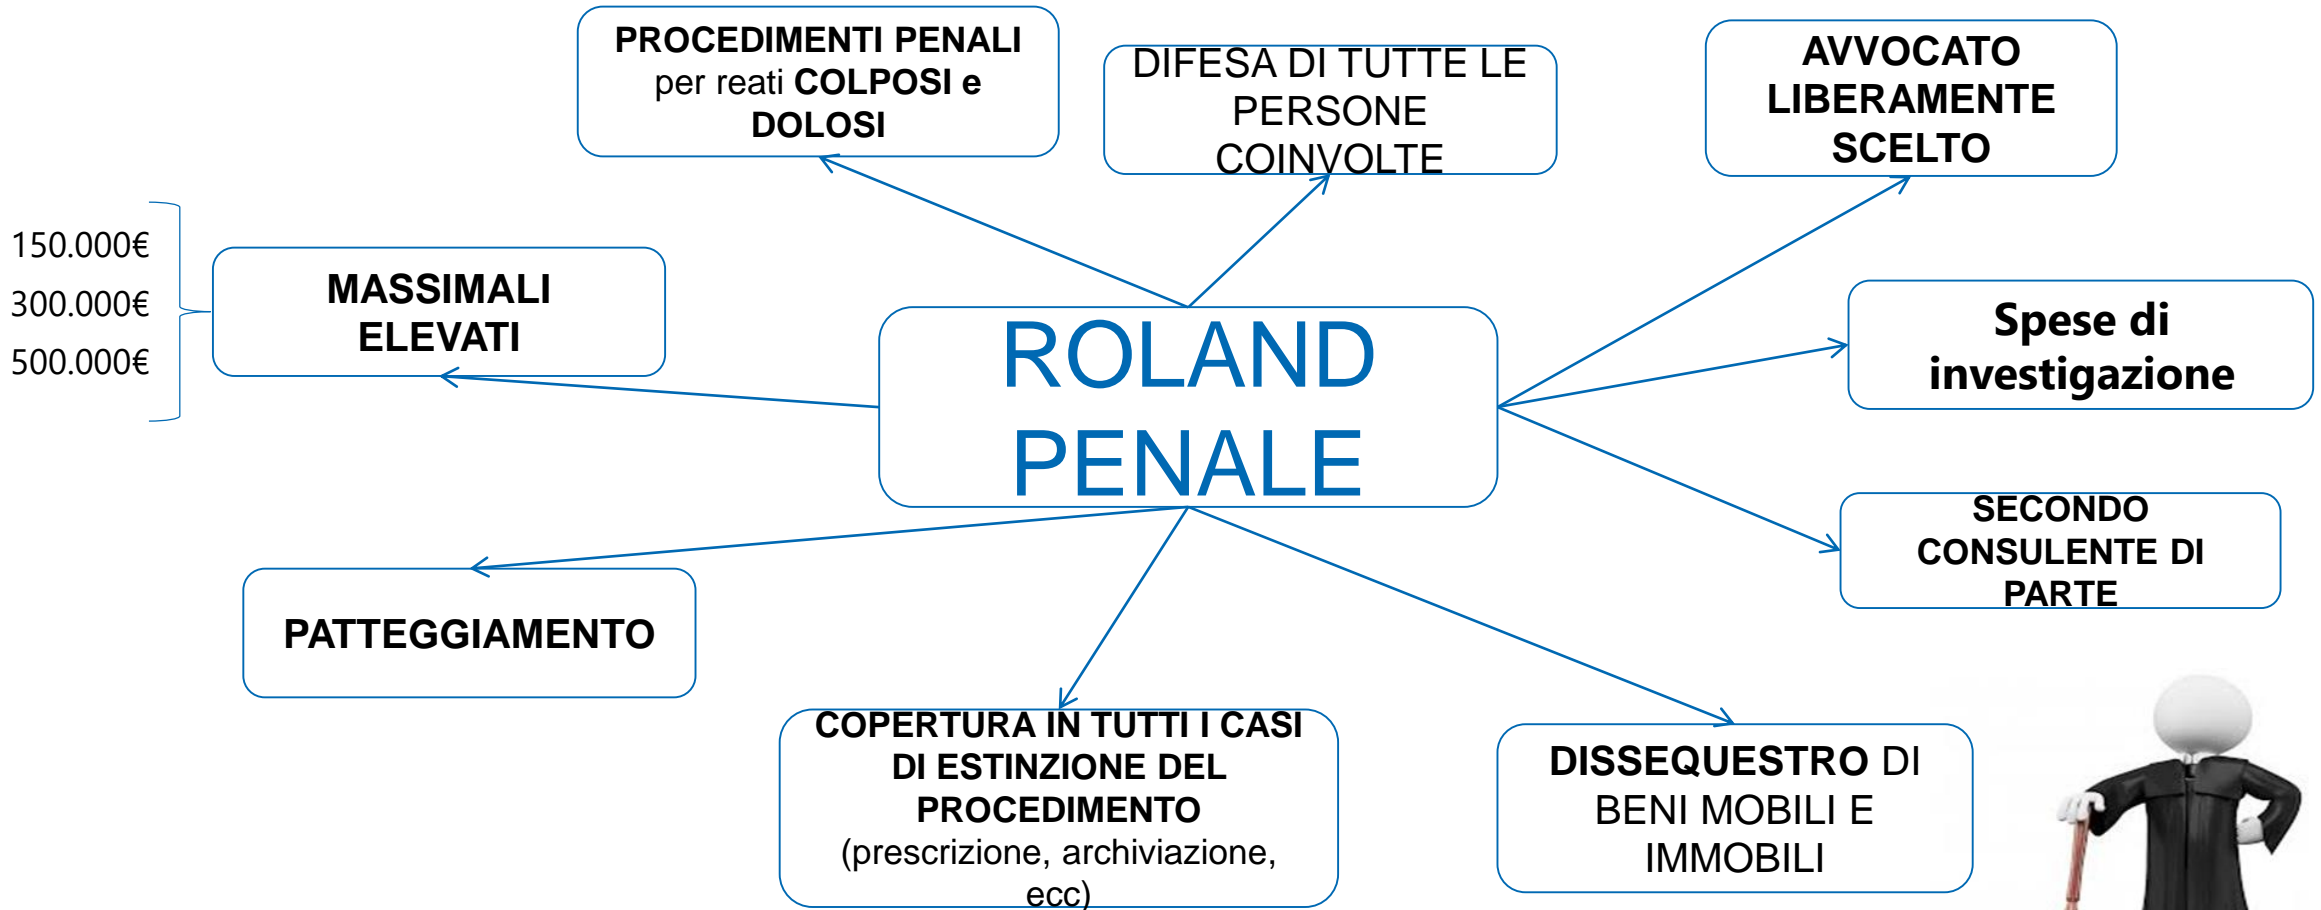 PROCEDIMENTI PENALI
per reati COLPOSI e
DOLOSI
DIFESA DI TUTTE LE
PERSONE
COINVOLTE
AVVOCATO
LIBERAMENTE
SCELTO
150.000€
300.000€
500.000€
MASSIMALI
ELEVATI
ROLAND
PENALE
Spese di
investigazione
SECONDO
CONSULENTE DI
PARTE
PATTEGGIAMENTO
COPERTURA IN TUTTI I CASI
DI ESTINZIONE DEL
PROCEDIMENTO
(prescrizione, archiviazione,
ecc)
DISSEQUESTRO DI
BENI MOBILI E
IMMOBILI